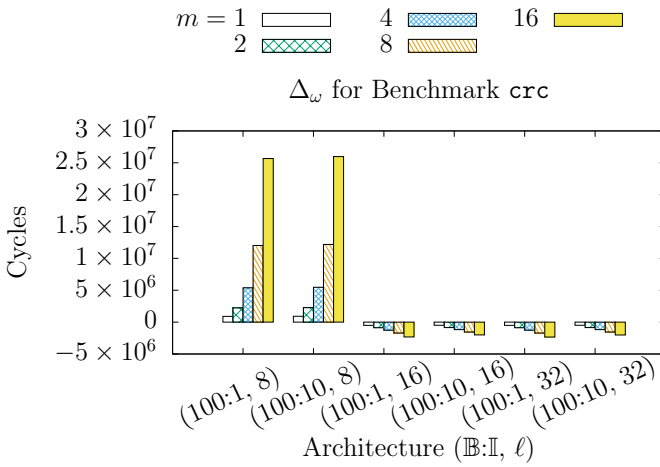 m = 1 4 16
2 8
Δ_ω for Benchmark crc
3 × 10^7
2.5 × 10^7
2 × 10^7
1.5 × 10^7
1 × 10^7
5 × 10^6
0
−5 × 10^6
Cycles
(100:1, 8) (100:10, 8) (100:1, 16) (100:10, 16) (100:1, 32) (100:10, 32)
Architecture (𝔹:𝕀, ℓ)